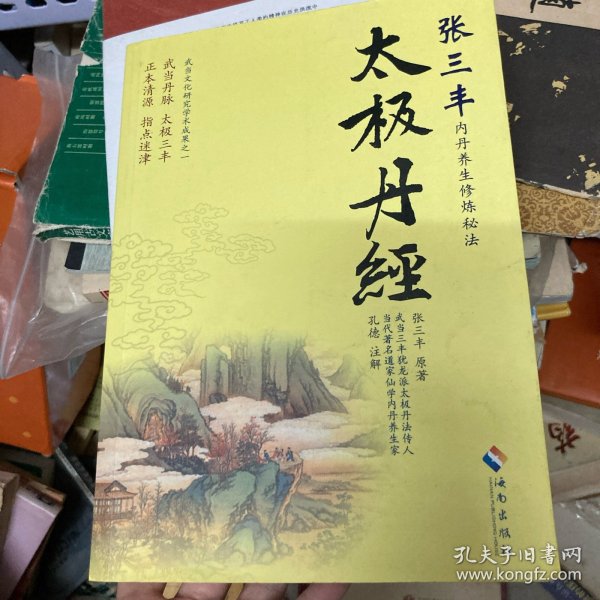 张三丰
太极丹經
内丹养生修炼秘法
武当文化研究学术成果之一
武当丹脉 太极三丰
正本清源 指点迷津
张三丰 原著
武当三丰犹龙派太极丹法传人
当代著名道家仙学内丹养生家
孔德 注解
海南出版社
孔夫子旧书网
www.kongfz.com